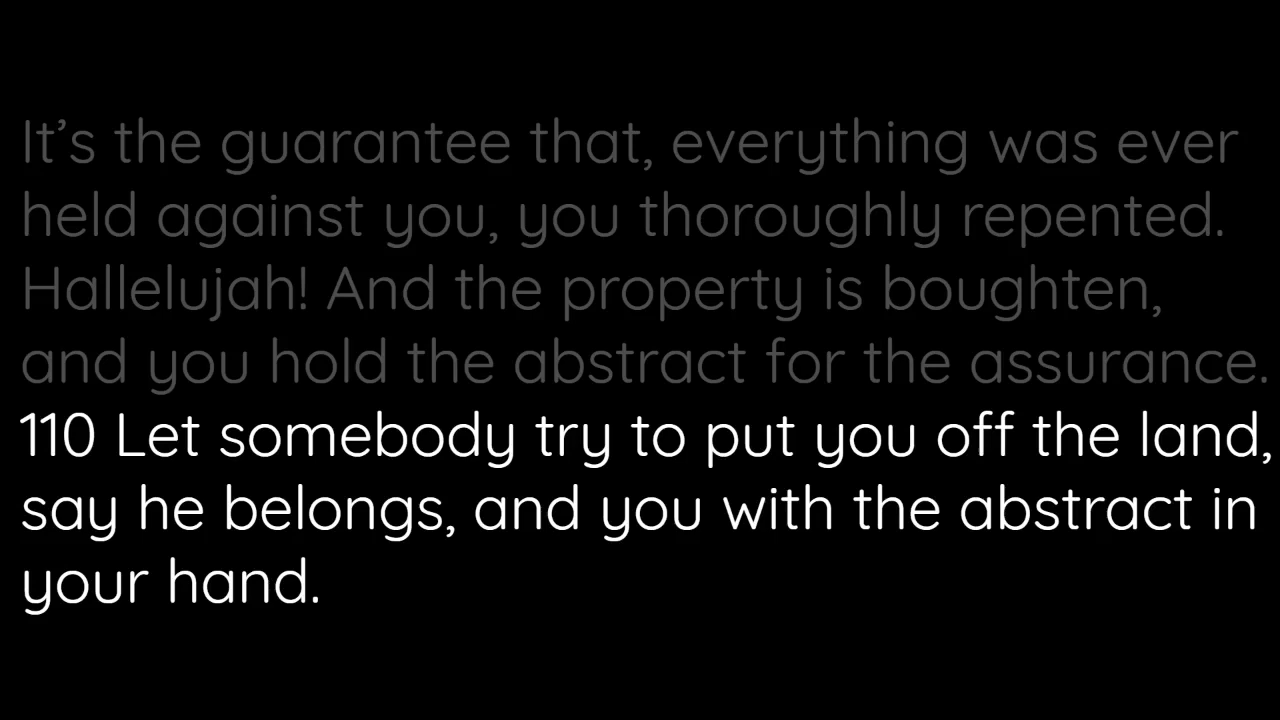 It’s the guarantee that, everything was ever
held against you, you thoroughly repented.
Hallelujah! And the property is boughten,
and you hold the abstract for the assurance.
110 Let somebody try to put you off the land,
say he belongs, and you with the abstract in
your hand.